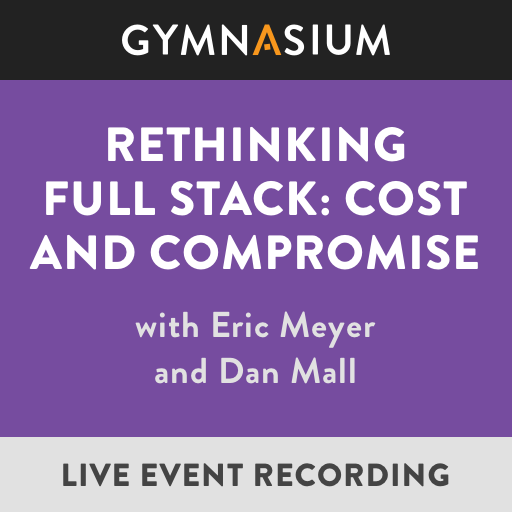 GYMNASIUM
RETHINKING
FULL STACK: COST
AND COMPROMISE
with Eric Meyer
and Dan Mall
LIVE EVENT RECORDING